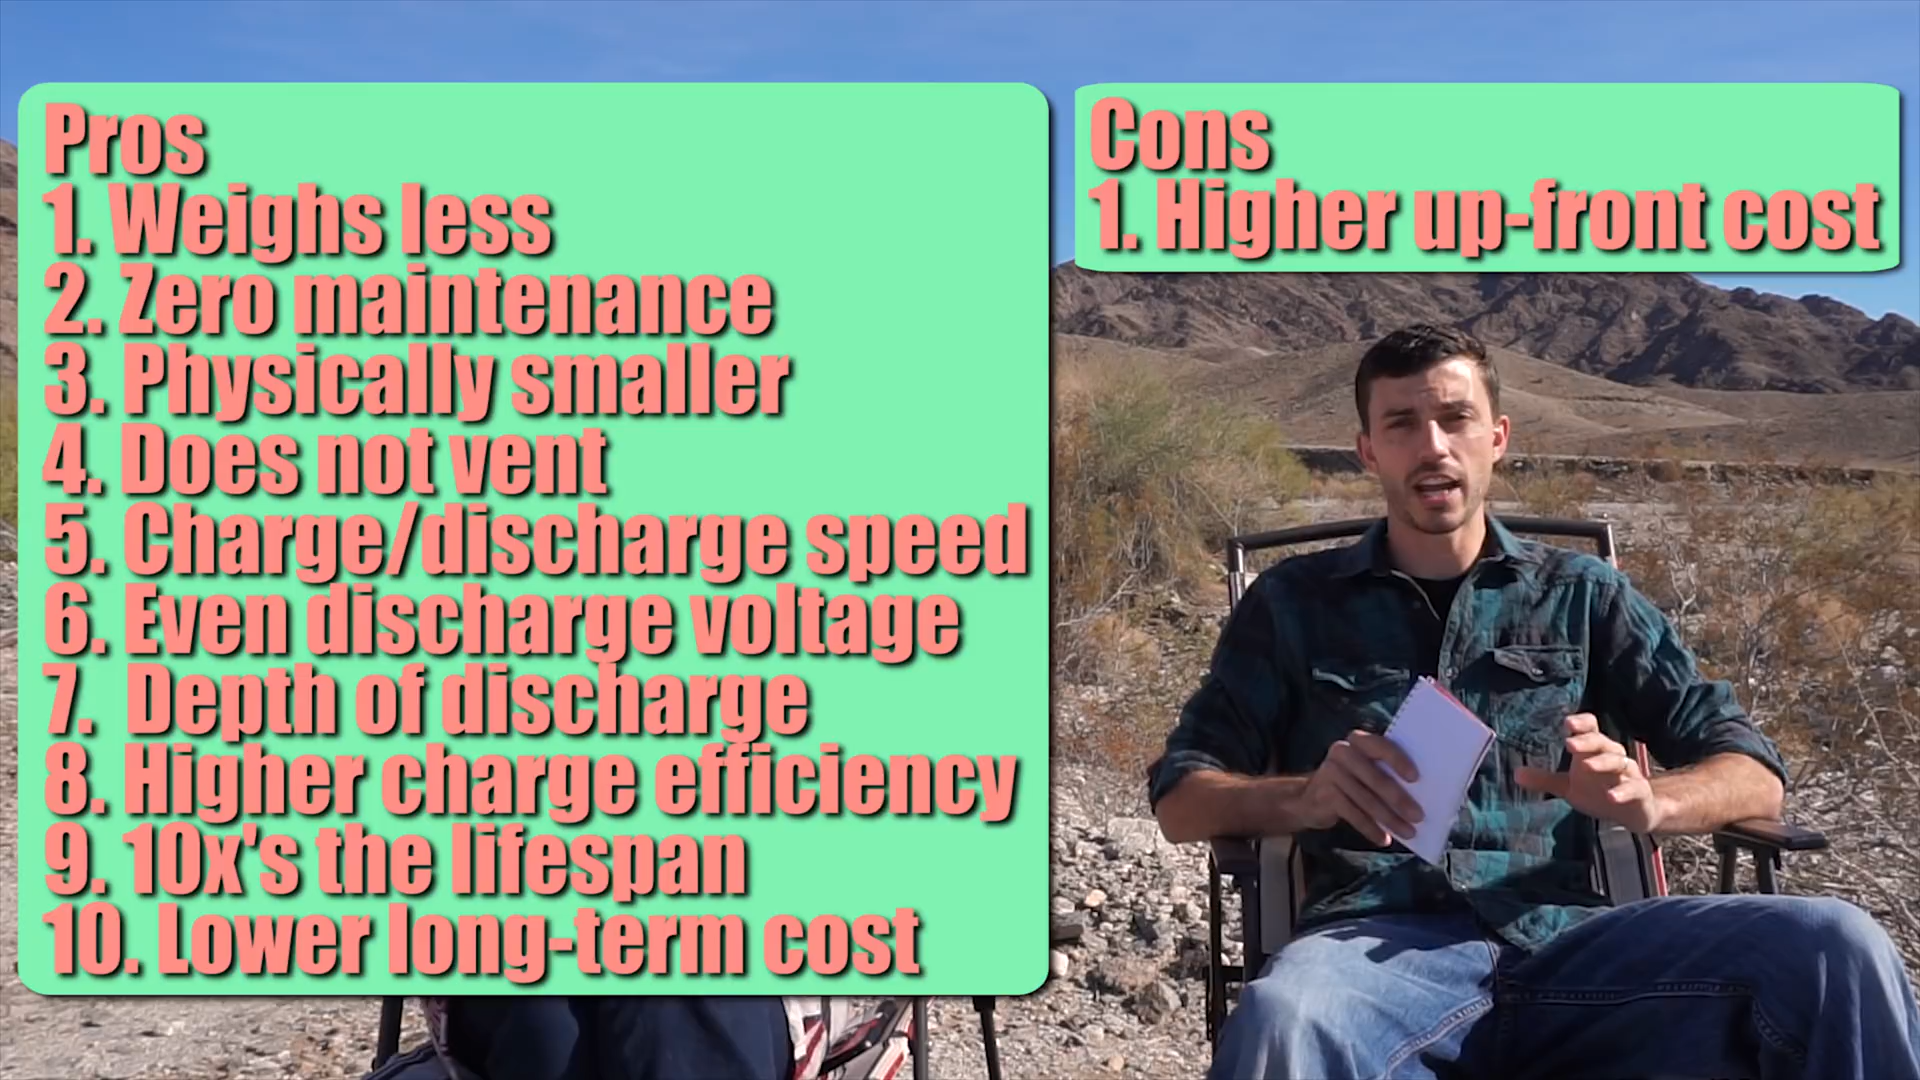 Pros
1. Weighs less
2. Zero maintenance
3. Physically smaller
4. Does not vent
5. Charge/discharge speed
6. Even discharge voltage
7. Depth of discharge
8. Higher charge efficiency
9. 10x's the lifespan
10. Lower long-term cost
Cons
1. Higher up-front cost